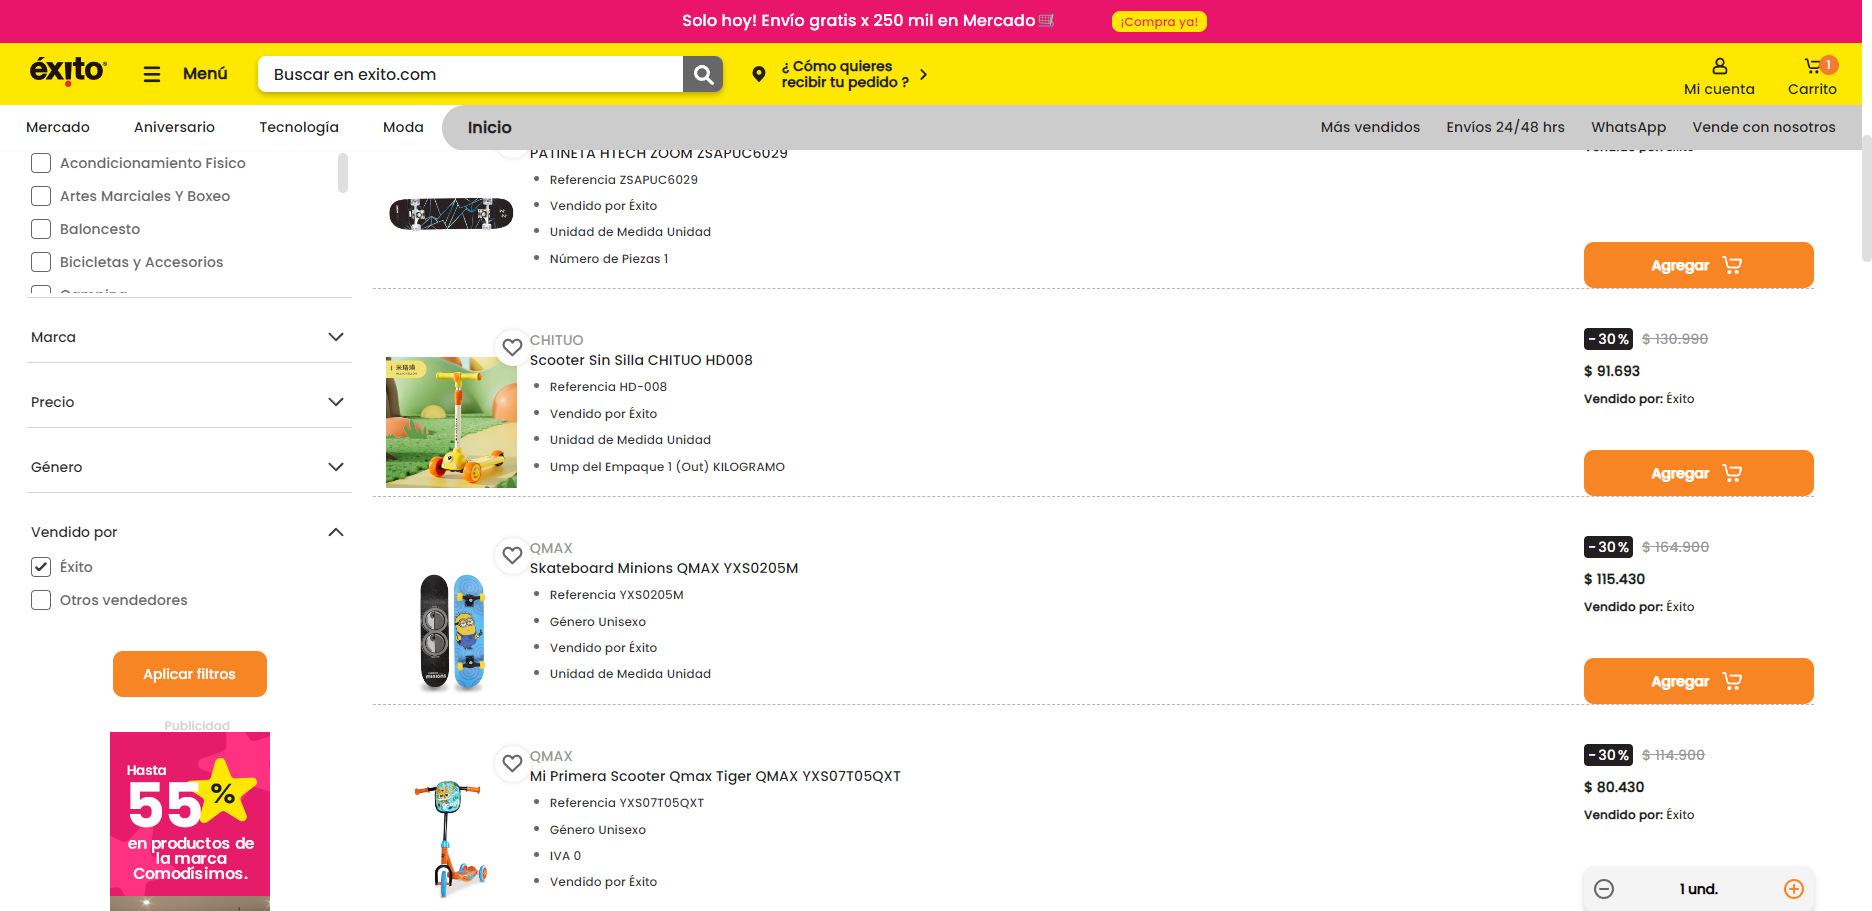 Solo hoy! Envío gratis x 250 mil en Mercado
¡Compra ya!
éxito
Menú
Buscar en exito.com
¿ Cómo quieres
recibir tu pedido ?
Mi cuenta
1
Carrito
Mercado
Aniversario
Tecnología
Moda
Inicio
Más vendidos
Envíos 24/48 hrs
WhatsApp
Vende con nosotros
Acondicionamiento Fisico
Artes Marciales Y Boxeo
Baloncesto
Bicicletas y Accesorios
Marca
Precio
Género
Vendido por
Éxito
Otros vendedores
Aplicar filtros
Publicidad
Hasta
55%
en productos de
la marca
Comodísimos.
PATINETA HTECH ZOOM ZSAPUC6029
Referencia ZSAPUC6029
Vendido por Éxito
Unidad de Medida Unidad
Número de Piezas 1
Agregar
CHITUO
Scooter Sin Silla CHITUO HD008
Referencia HD-008
Vendido por Éxito
Unidad de Medida Unidad
Ump del Empaque 1 (Out) KILOGRAMO
-30% $ 130.990
$ 91.693
Vendido por: Éxito
Agregar
QMAX
Skateboard Minions QMAX YXS0205M
Referencia YXS0205M
Género Unisexo
Vendido por Éxito
Unidad de Medida Unidad
-30% $ 164.900
$ 115.430
Vendido por: Éxito
Agregar
QMAX
Mi Primera Scooter Qmax Tiger QMAX YXS07T05QXT
Referencia YXS07T05QXT
Género Unisexo
IVA 0
Vendido por Éxito
-30% $ 114.900
$ 80.430
Vendido por: Éxito
1 und.